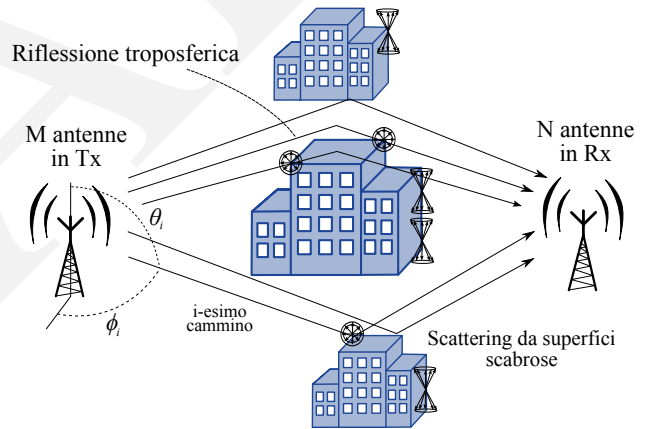 Riflessione troposferica
M antenne
in Tx
N antenne
in Rx
θi
ϕi
i-esimo
cammino
Scattering da superfici
scabrose